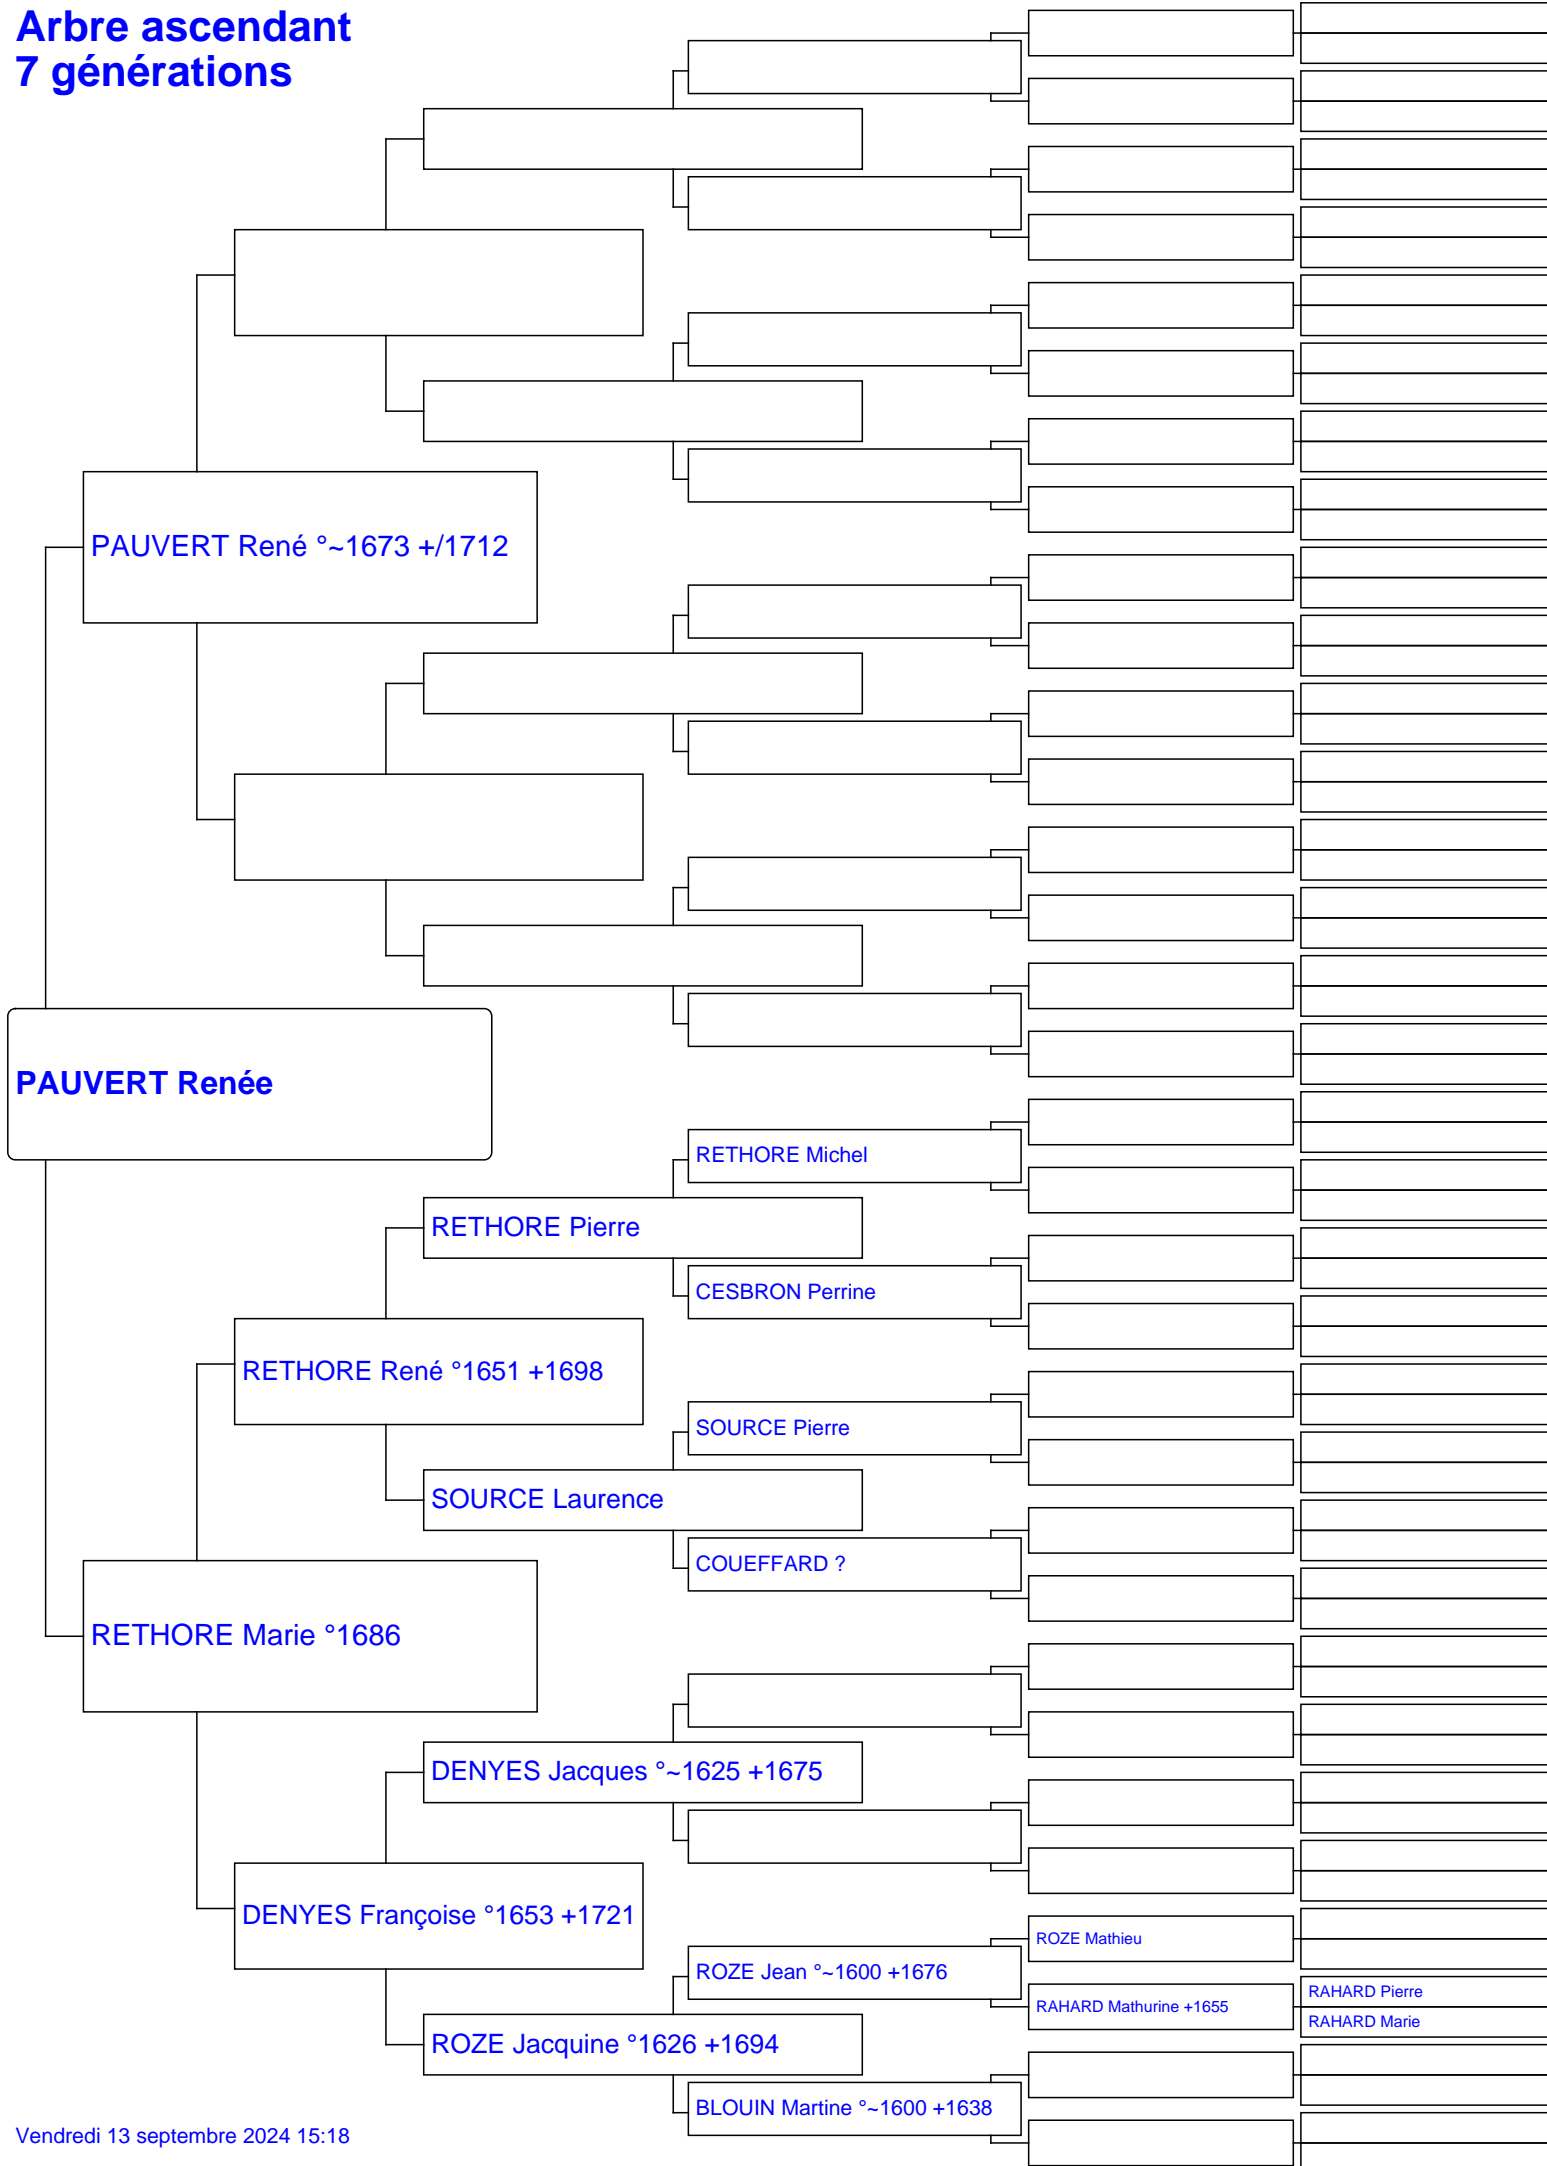 Arbre ascendant
7 générations
PAUVERT René °~1673 +/1712
PAUVERT Renée
RETHORE Michel
RETHORE Pierre
CESBRON Perrine
RETHORE René °1651 +1698
SOURCE Pierre
SOURCE Laurence
COUEFFARD ?
RETHORE Marie °1686
DENYES Jacques °~1625 +1675
DENYES Françoise °1653 +1721
ROZE Mathieu
ROZE Jean °~1600 +1676
RAHARD Pierre
RAHARD Mathurine +1655
RAHARD Marie
ROZE Jacquine °1626 +1694
BLOUIN Martine °~1600 +1638
Vendredi 13 septembre 2024 15:18